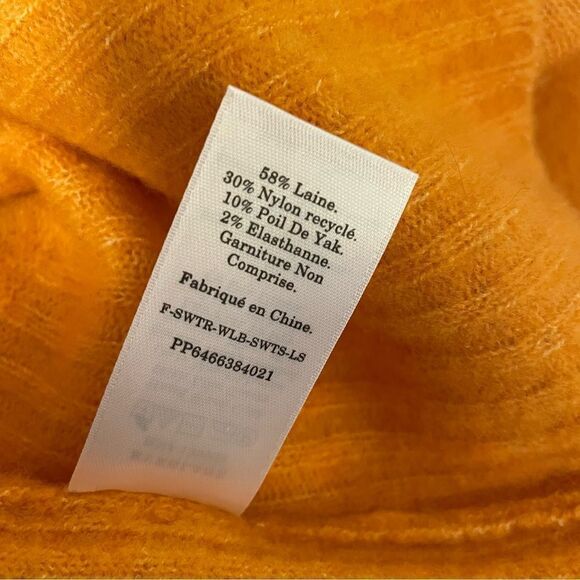 58% Laine.
30% Nylon recyclé.
10% Poil De Yak.
2% Elasthanne.
Garniture Non
Comprise.
Fabriqué en Chine.
F-SWTR-WLB-SWTS-LS
PP6466384021